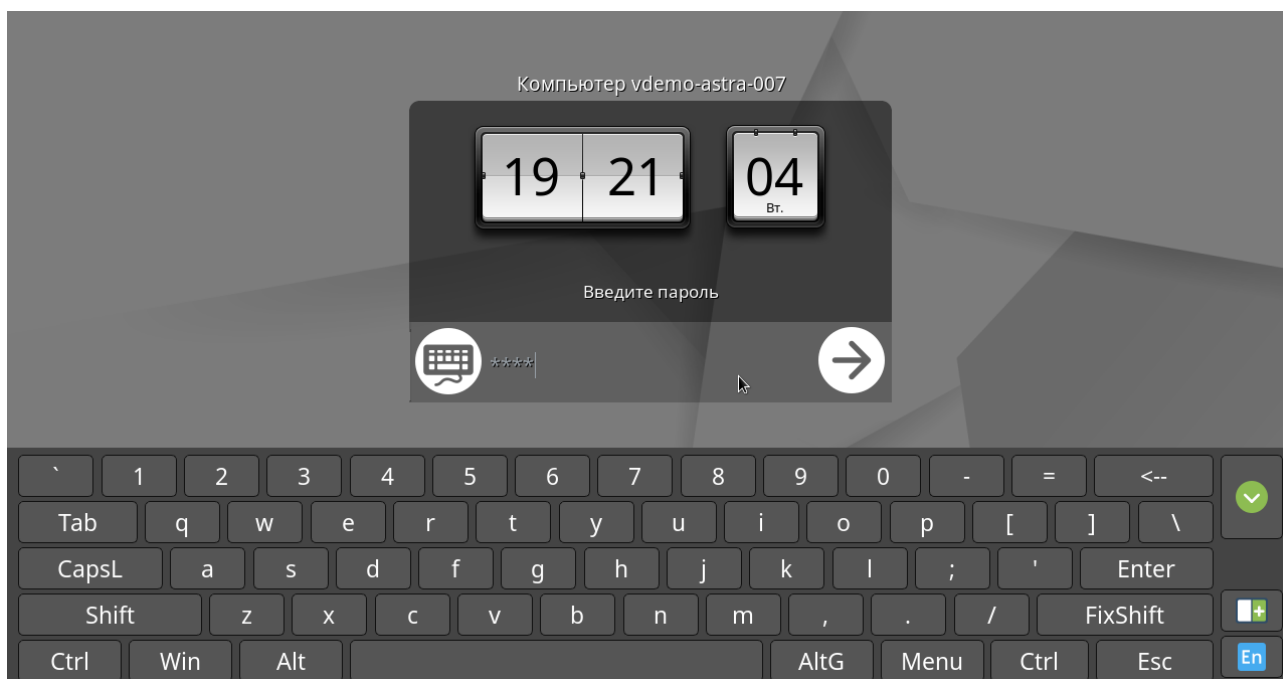 Компьютер vdemo-astra-007
19 21 04
Вт.
Введите пароль
****
` 1 2 3 4 5 6 7 8 9 0 - = <--
Tab q w e r t y u i o p [ ] \
CapsL a s d f g h j k l ; ' Enter
Shift z x c v b n m , . / FixShift
Ctrl Win Alt AltG Menu Ctrl Esc En